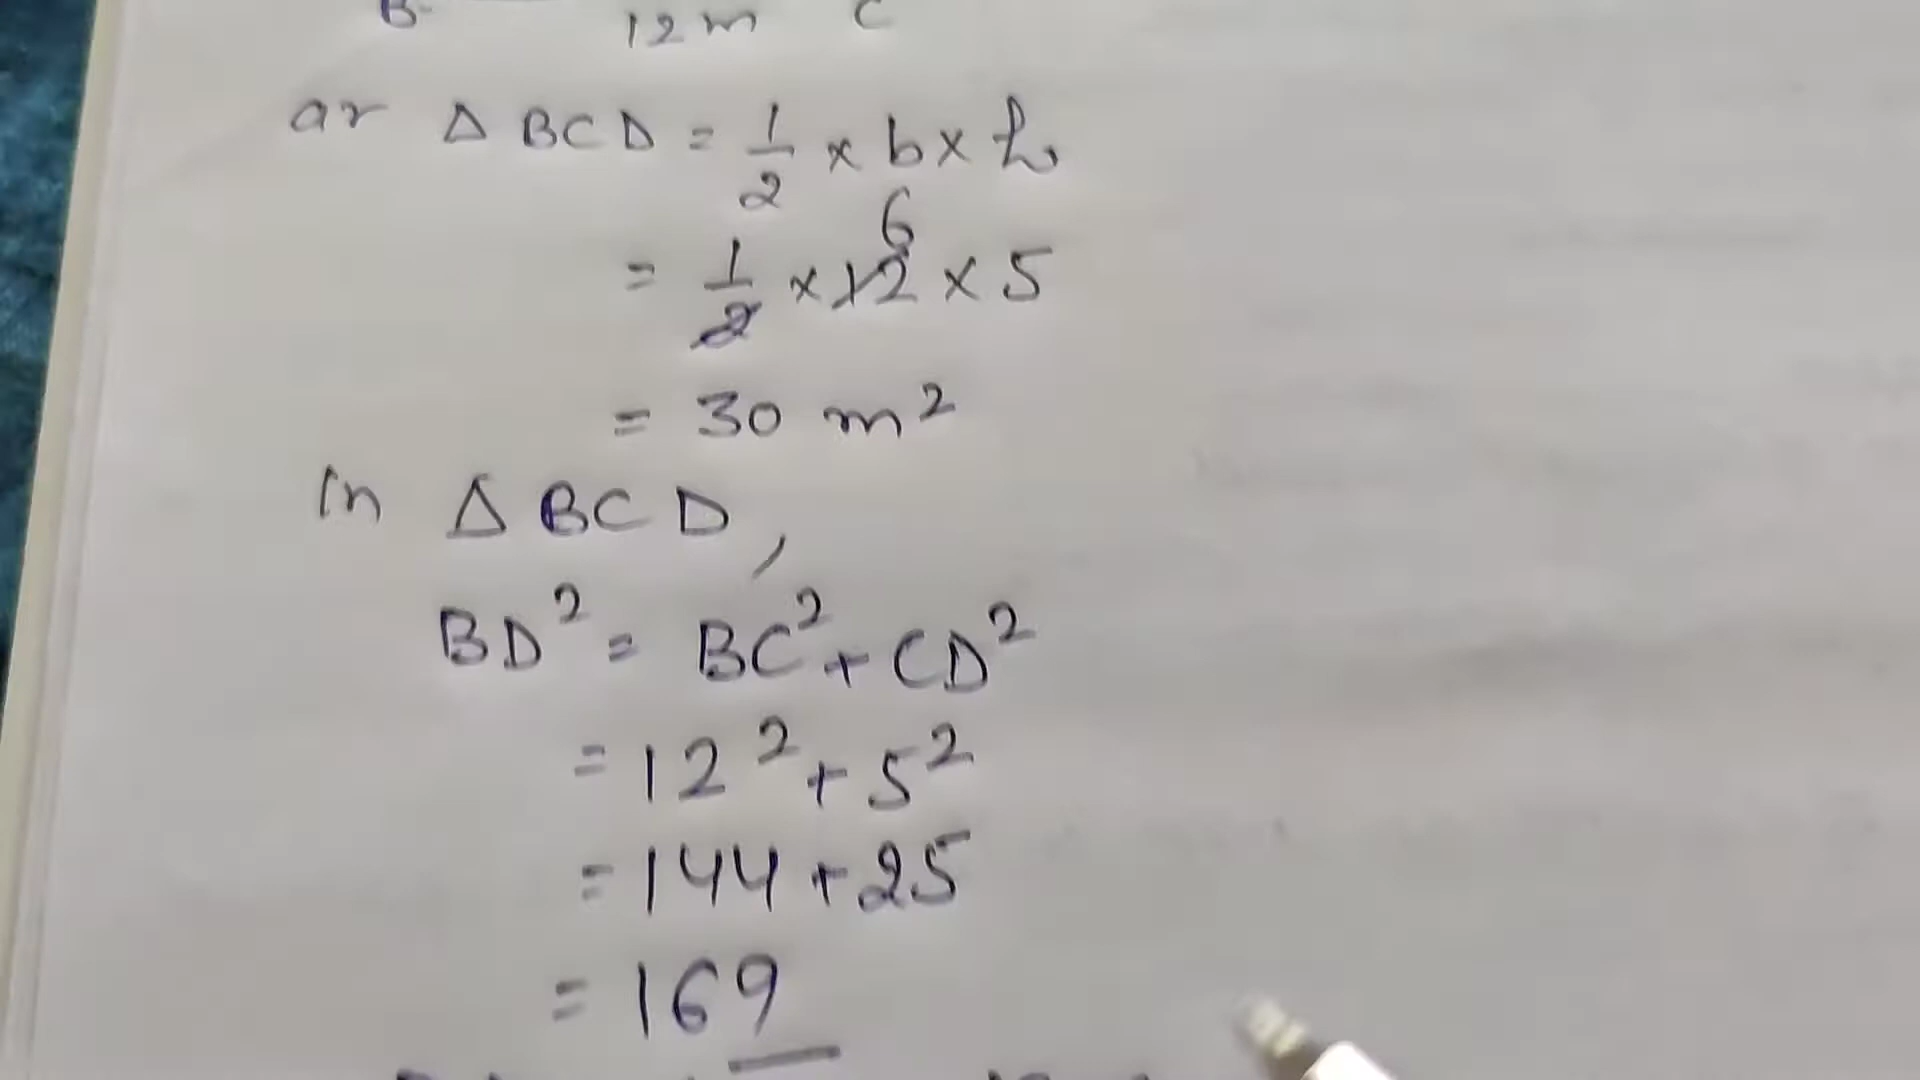 B 12 m C
ar Δ BCD = 1/2 × b × h
6
= 1/2 × 12 × 5
= 30 m²
In Δ BCD,
BD² = BC² + CD²
= 12² + 5²
= 144 + 25
= 169